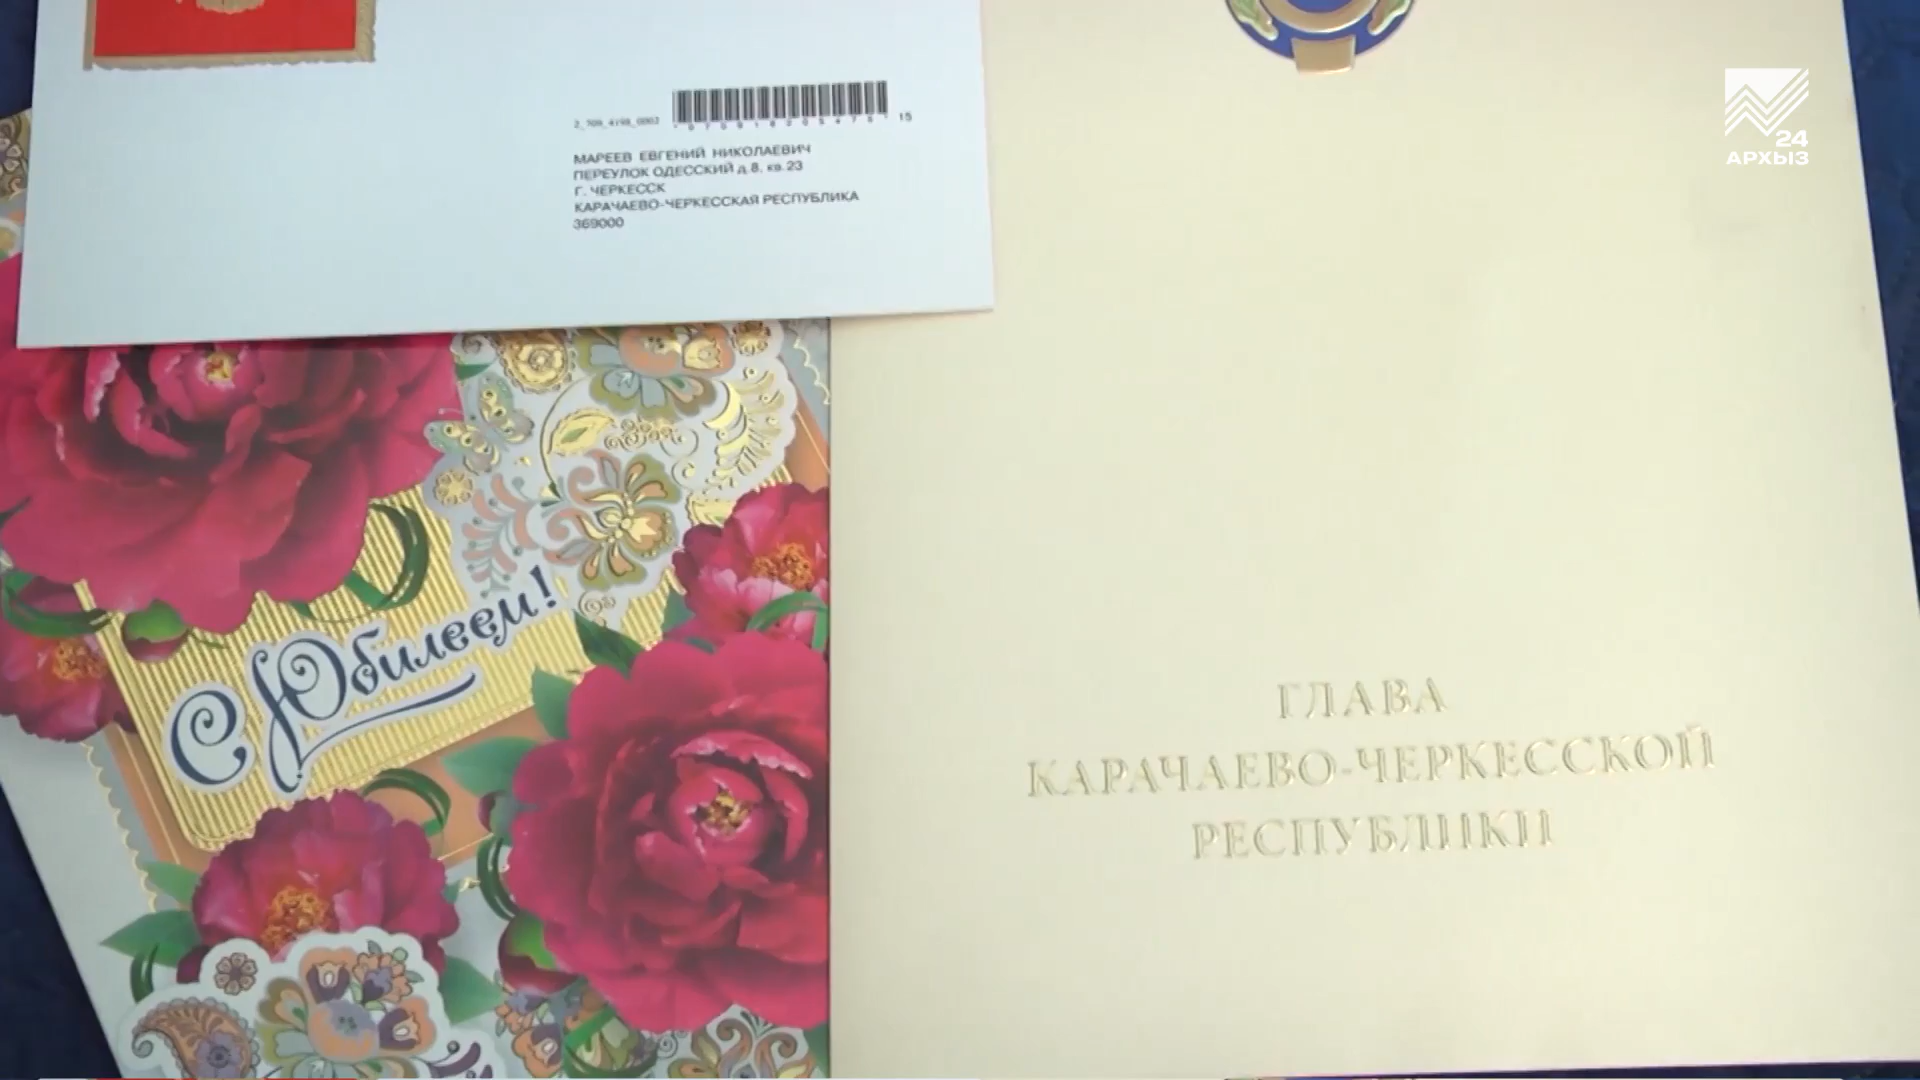 24
АРХЫЗ
15
МАРЕЕВ ЕВГЕНИЙ НИКОЛАЕВИЧ
ПЕРЕУЛОК ОДЕССКИЙ д.8, кв.23
Г. ЧЕРКЕССК
КАРАЧАЕВО-ЧЕРКЕССКАЯ РЕСПУБЛИКА
369000
С Юбилеем!
ГЛАВА
КАРАЧАЕВО-ЧЕРКЕССКОЙ
РЕСПУБЛИКИ